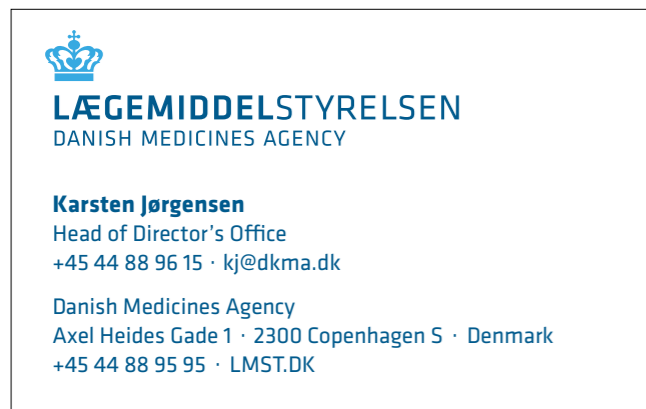 LÆGEMIDDELSTYRELSEN
DANISH MEDICINES AGENCY
Karsten Jørgensen
Head of Director's Office
+45 44 88 96 15 · kj@dkma.dk
Danish Medicines Agency
Axel Heides Gade 1 · 2300 Copenhagen S · Denmark
+45 44 88 95 95 · LMST.DK